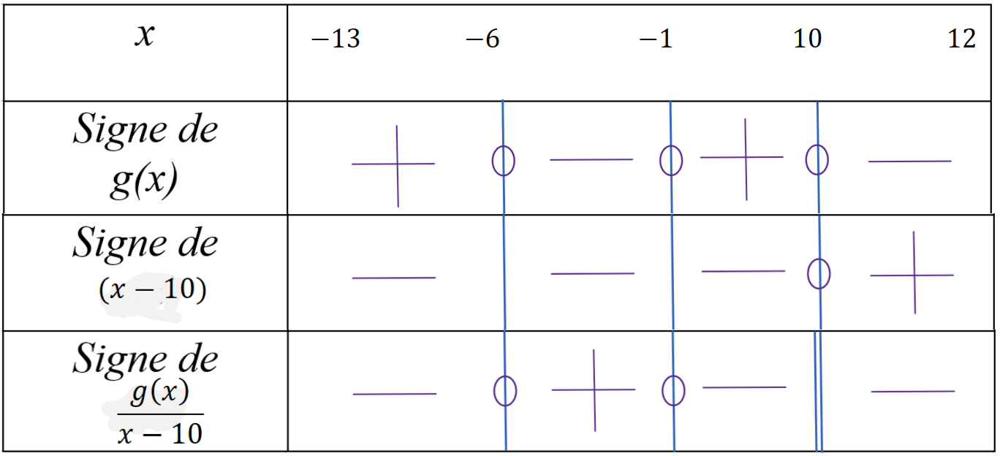 x −13 −6 −1 10 12
Signe de
g(x)
+ 0 − 0 + 0 −
Signe de
(x − 10)
− − − 0 +
Signe de
g(x)
x − 10
− 0 + 0 − −